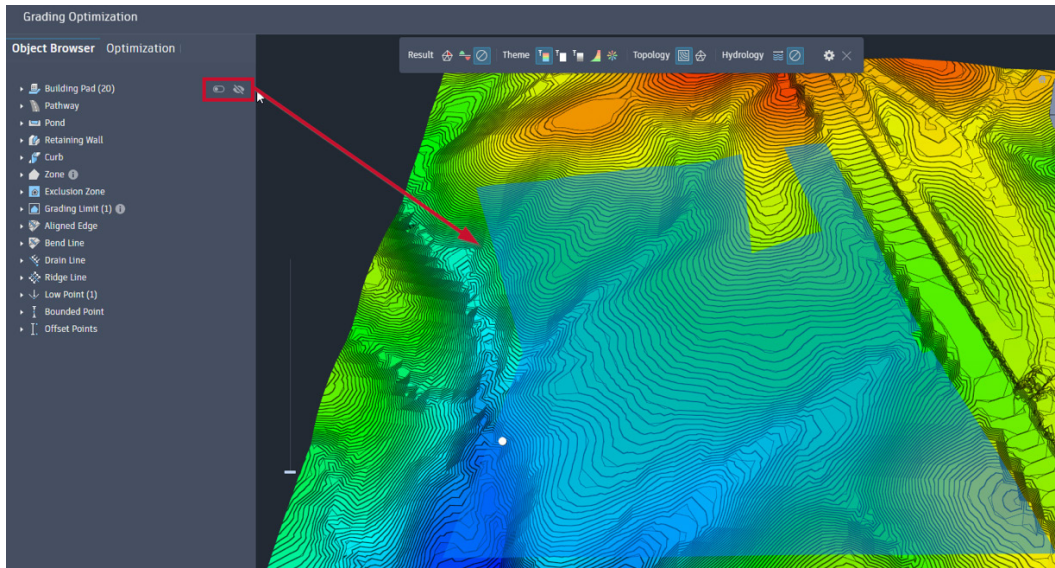 Grading Optimization
Object Browser Optimization
Result Theme Topology Hydrology
Building Pad (20)
Pathway
Pond
Retaining Wall
Curb
Zone
Exclusion Zone
Grading Limit (1)
Aligned Edge
Bend Line
Drain Line
Ridge Line
Low Point (1)
Bounded Point
Offset Points